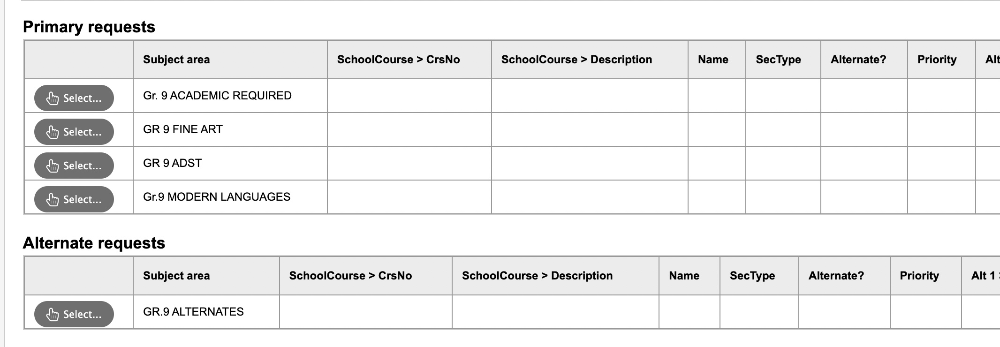 Primary requests
Subject area SchoolCourse > CrsNo SchoolCourse > Description Name SecType Alternate? Priority Alt
Select... Gr. 9 ACADEMIC REQUIRED
Select... GR 9 FINE ART
Select... GR 9 ADST
Select... Gr.9 MODERN LANGUAGES
Alternate requests
Subject area SchoolCourse > CrsNo SchoolCourse > Description Name SecType Alternate? Priority Alt 1
Select... GR.9 ALTERNATES